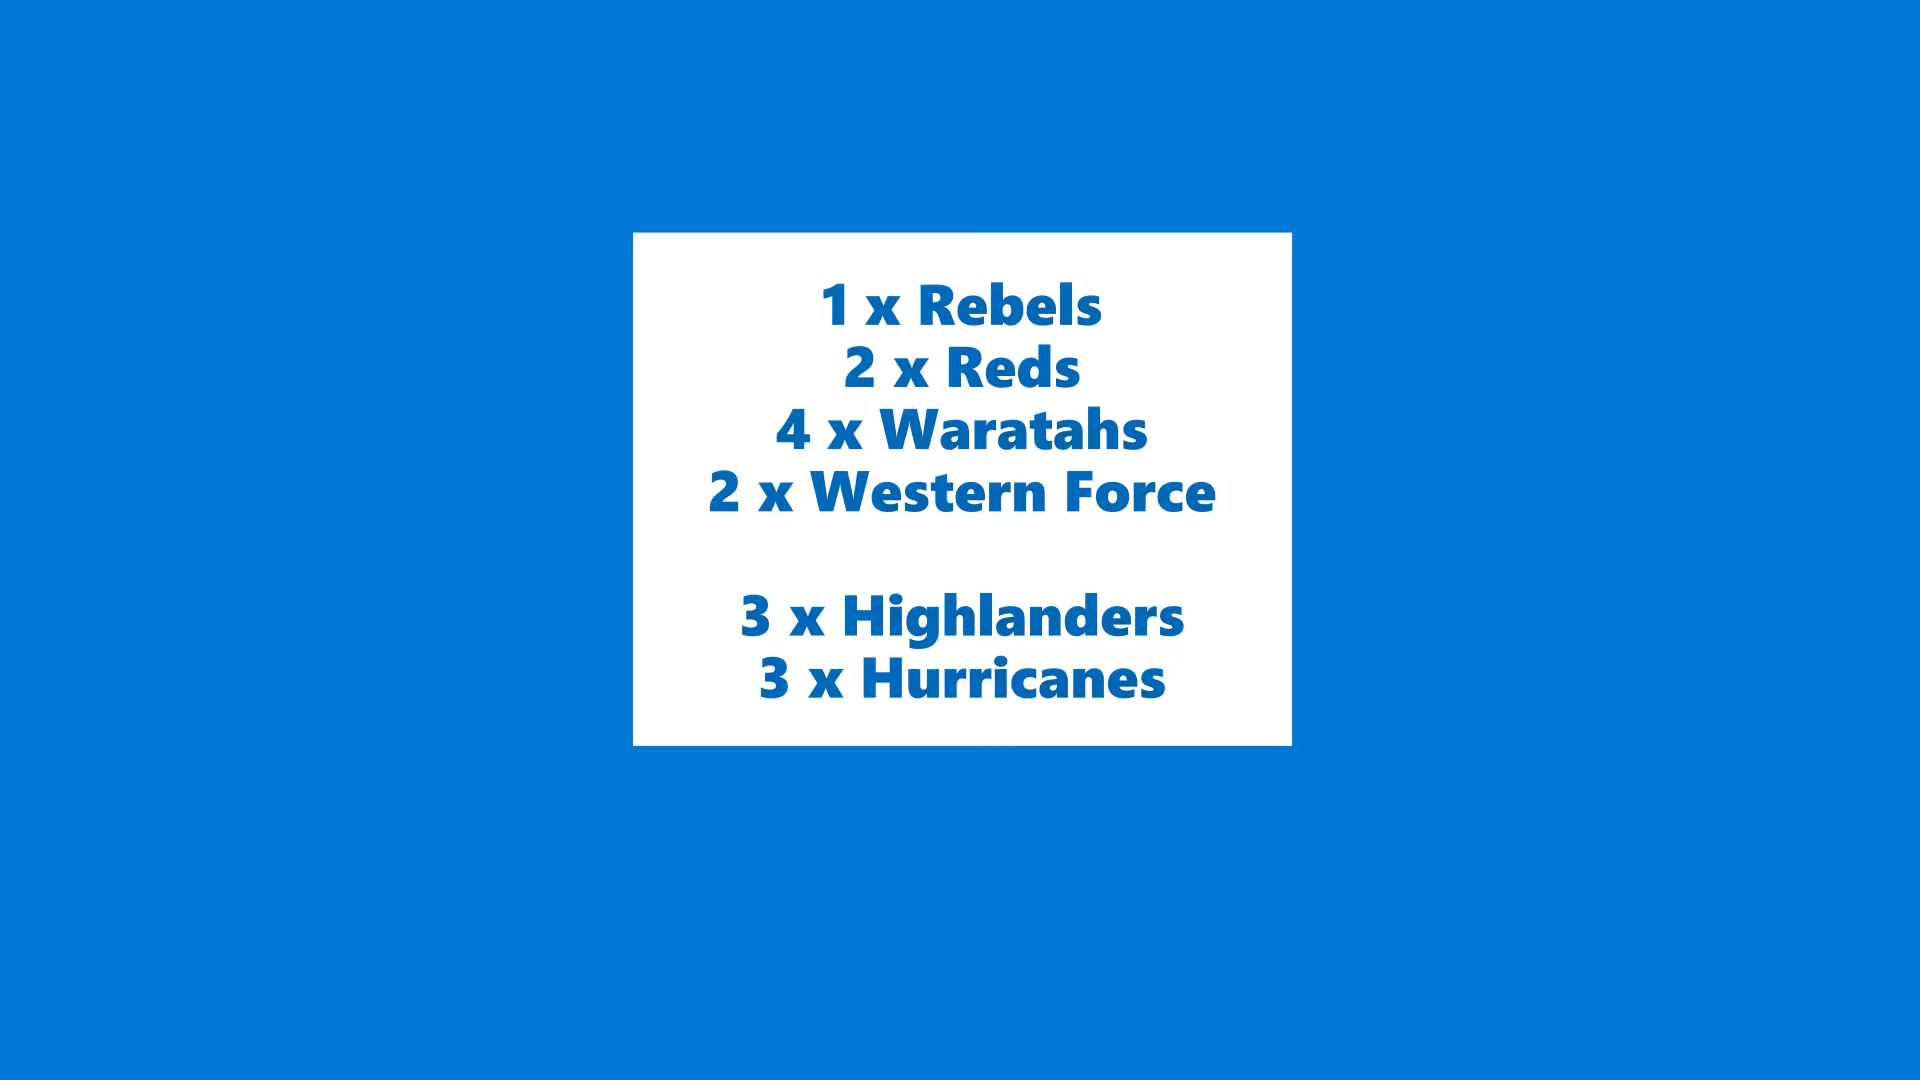 1 x Rebels
2 x Reds
4 x Waratahs
2 x Western Force
3 x Highlanders
3 x Hurricanes